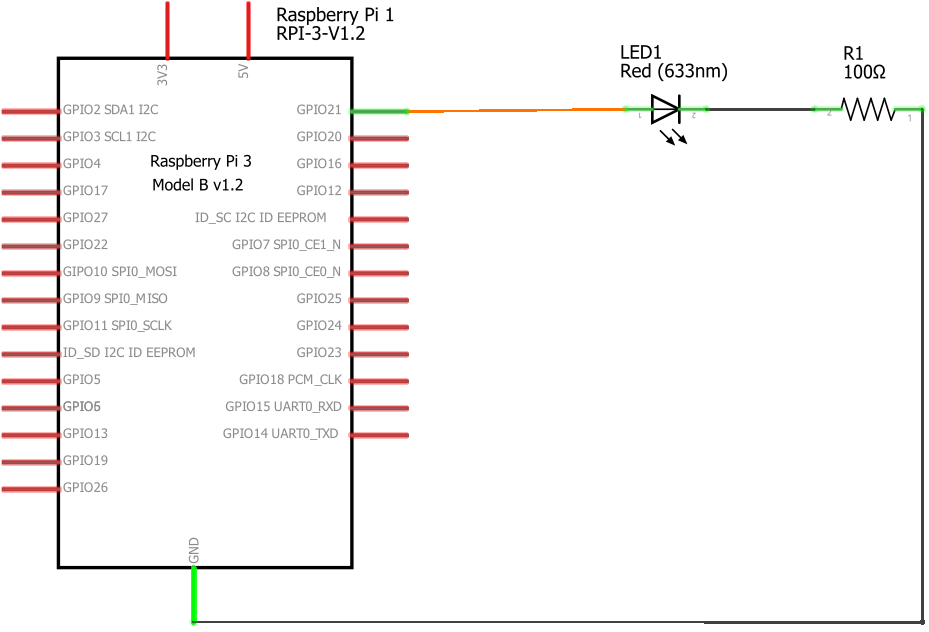 Raspberry Pi 1
RPI-3-V1.2
3V3
5V
LED1
Red (633nm)
R1
100Ω
GPIO2 SDA1 I2C
GPIO21
1
2
2
1
GPIO3 SCL1 I2C
GPIO20
Raspberry Pi 3
Model B v1.2
GPIO4
GPIO16
GPIO17
GPIO12
GPIO27
ID_SC I2C ID EEPROM
GPIO22
GPIO7 SPI0_CE1_N
GIPO10 SPI0_MOSI
GPIO8 SPI0_CE0_N
GPIO9 SPI0_MISO
GPIO25
GPIO11 SPI0_SCLK
GPIO24
ID_SD I2C ID EEPROM
GPIO23
GPIO5
GPIO18 PCM_CLK
GPIO6
GPIO15 UART0_RXD
GPIO13
GPIO14 UART0_TXD
GPIO19
GPIO26
GND